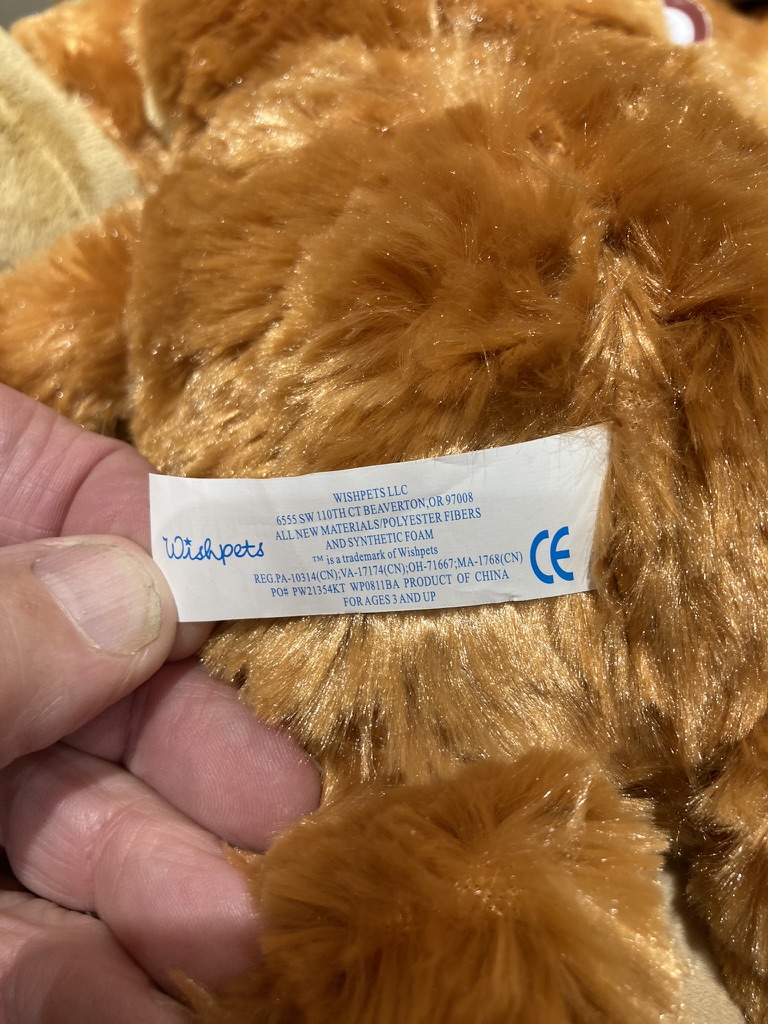 WISHPETS LLC
6555 SW 110TH CT BEAVERTON,OR 97008
ALL NEW MATERIALS/POLYESTER FIBERS
AND SYNTHETIC FOAM
™ is a trademark of Wishpets
REG.PA-10314(CN);VA-17174(CN);OH-71667;MA-1768(CN)
PO# PW21354KT WP0811BA PRODUCT OF CHINA
FOR AGES 3 AND UP
Wishpets
CE